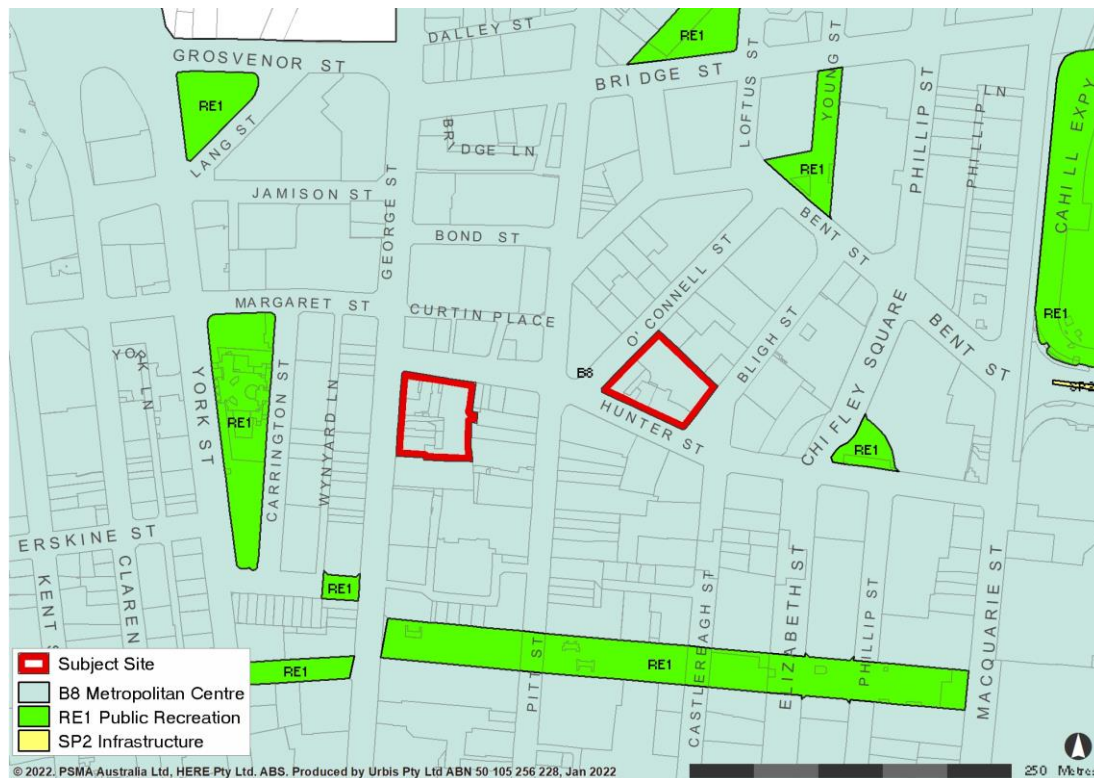 DALLEY ST
RE1
GROSVENOR ST
BRIDGE ST
LOFTUS ST
YOUNG ST
PHILLIP ST
PHILLIP LN
CAHILL EXPY
RE1
LANG ST
BRIDGE LN
RE1
JAMISON ST
GEORGE ST
BOND ST
BENT ST
O'CONNELL ST
MARGARET ST
CURTIN PLACE
BLIGH ST
CHIFLEY SQUARE
BENT ST
RE1
YORK LN
YORK ST
RE1
CARRINGTON ST
WYNYARD LN
B8
HUNTER ST
SP2
RE1
ERSKINE ST
KENT S
CLAREN
RE1
RE1
PITT ST
RE1
CASTLEREAGH ST
ELIZABETH ST
PHILLIP ST
MACQUARIE ST
Subject Site
B8 Metropolitan Centre
RE1 Public Recreation
SP2 Infrastructure
© 2022. PSMA Australia Ltd, HERE Pty Ltd. ABS. Produced by Urbis Pty Ltd ABN 50 105 256 228, Jan 2022
250 Metres